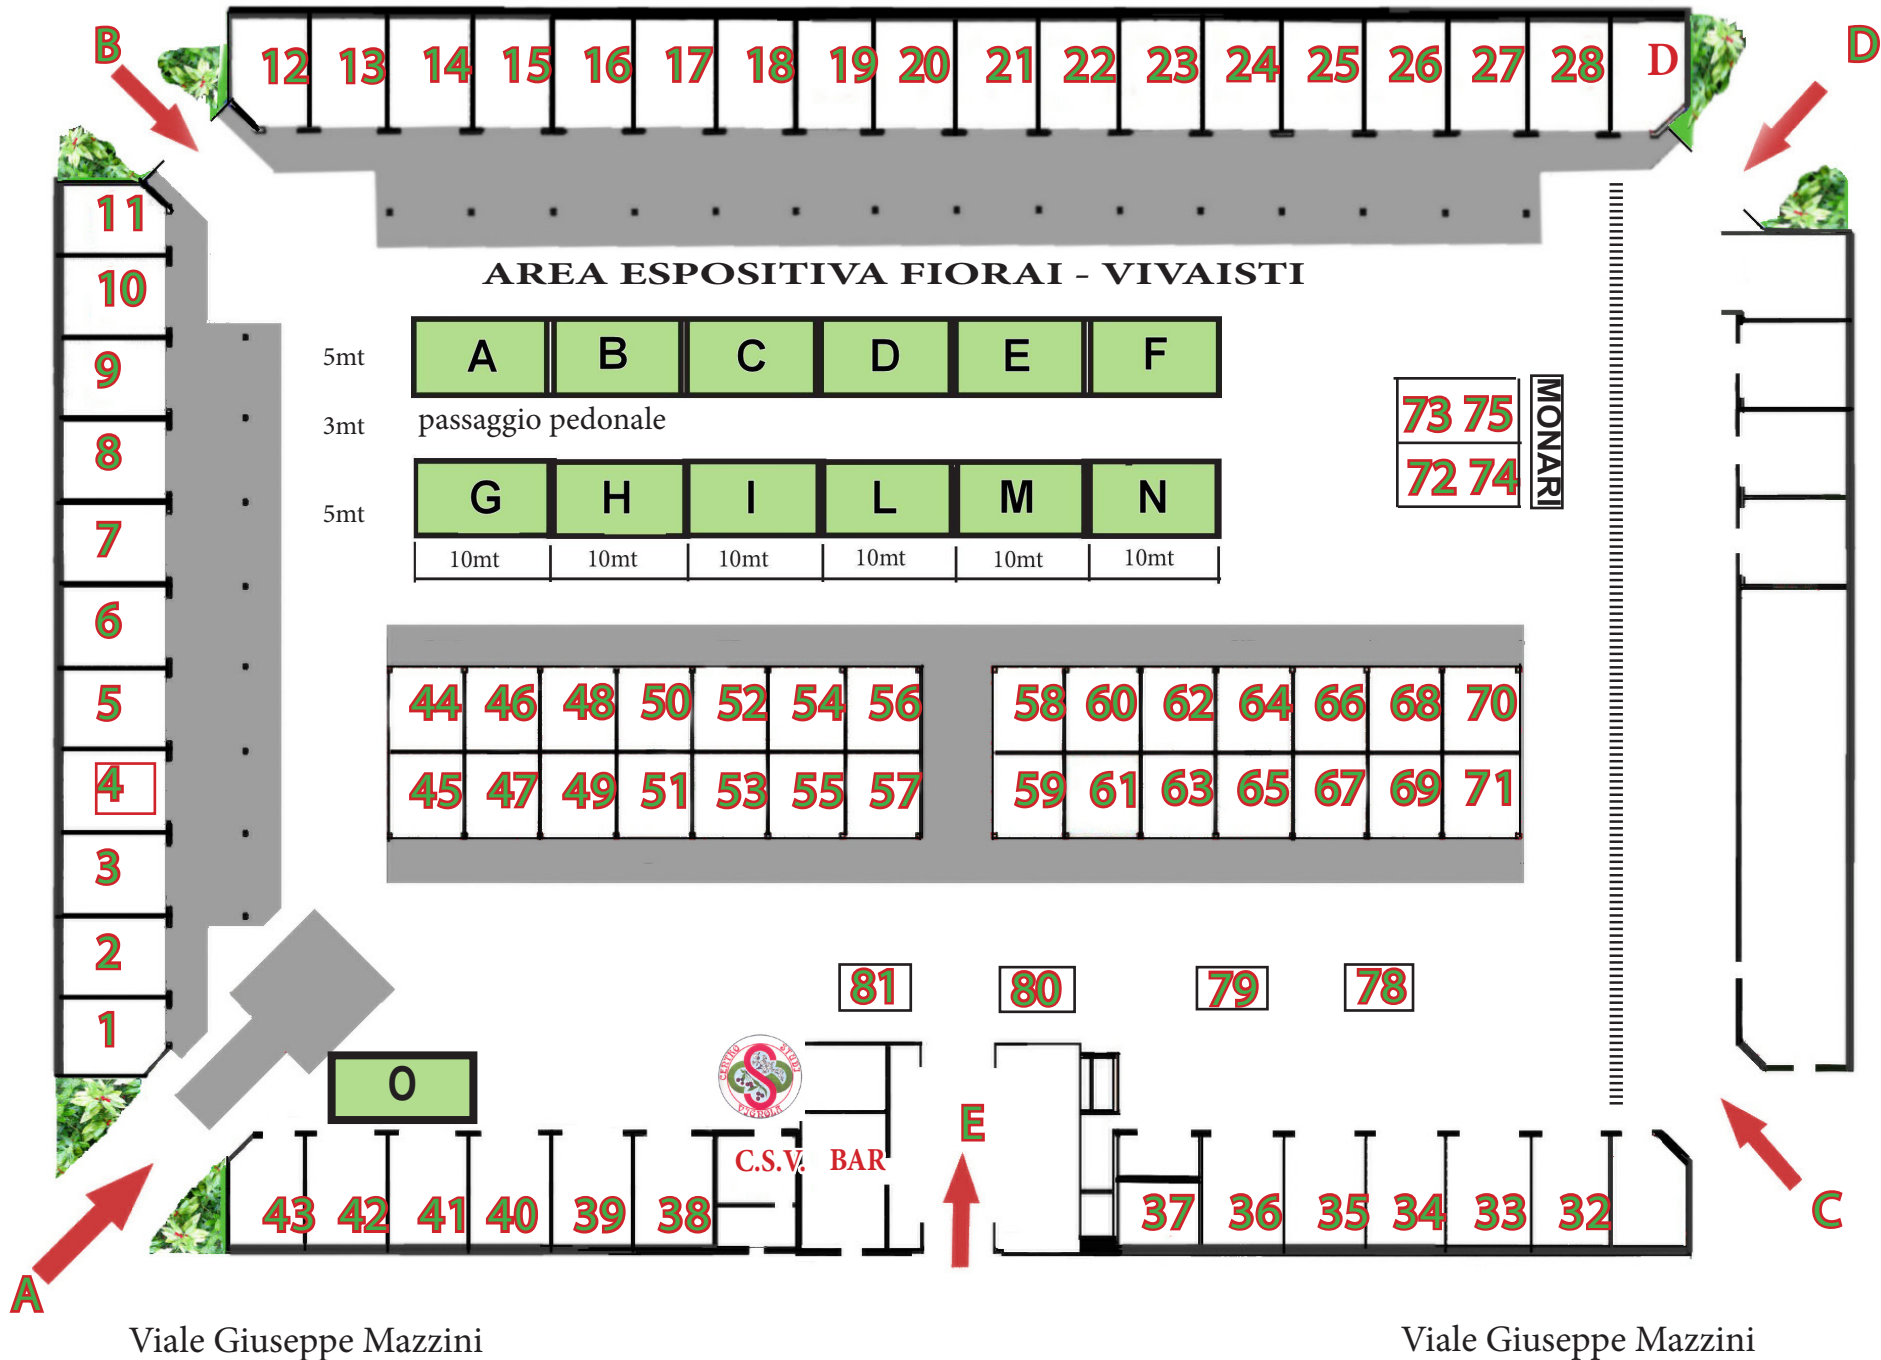 B
D
12 13 14 15 16 17 18 19 20 21 22 23 24 25 26 27 28 D
11
10
9
8
7
6
5
4
3
2
1
AREA ESPOSITIVA FIORAI - VIVAISTI
5mt
A B C D E F
3mt
passaggio pedonale
5mt
G H I L M N
10mt 10mt 10mt 10mt 10mt 10mt
73 75
72 74
MONARI
44 46 48 50 52 54 56 58 60 62 64 66 68 70
45 47 49 51 53 55 57 59 61 63 65 67 69 71
81 80 79 78
O
CENTRO STUDI
VIGNOLA
C.S.V. BAR
E
43 42 41 40 39 38
37 36 35 34 33 32
A
C
Viale Giuseppe Mazzini
Viale Giuseppe Mazzini